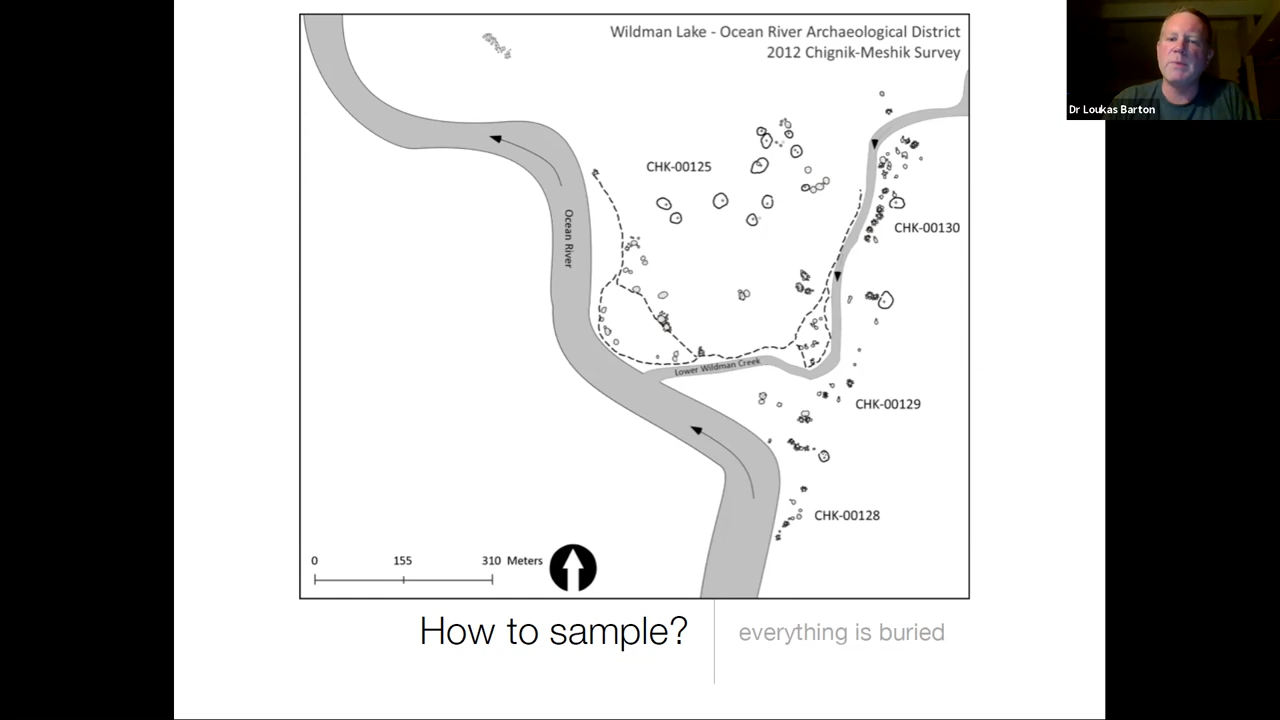 Wildman Lake - Ocean River Archaeological District
2012 Chignik-Meshik Survey
Dr Loukas Barton
CHK-00125
CHK-00130
Ocean River
Lower Wildman Creek
CHK-00129
CHK-00128
0 155 310 Meters
How to sample?
everything is buried